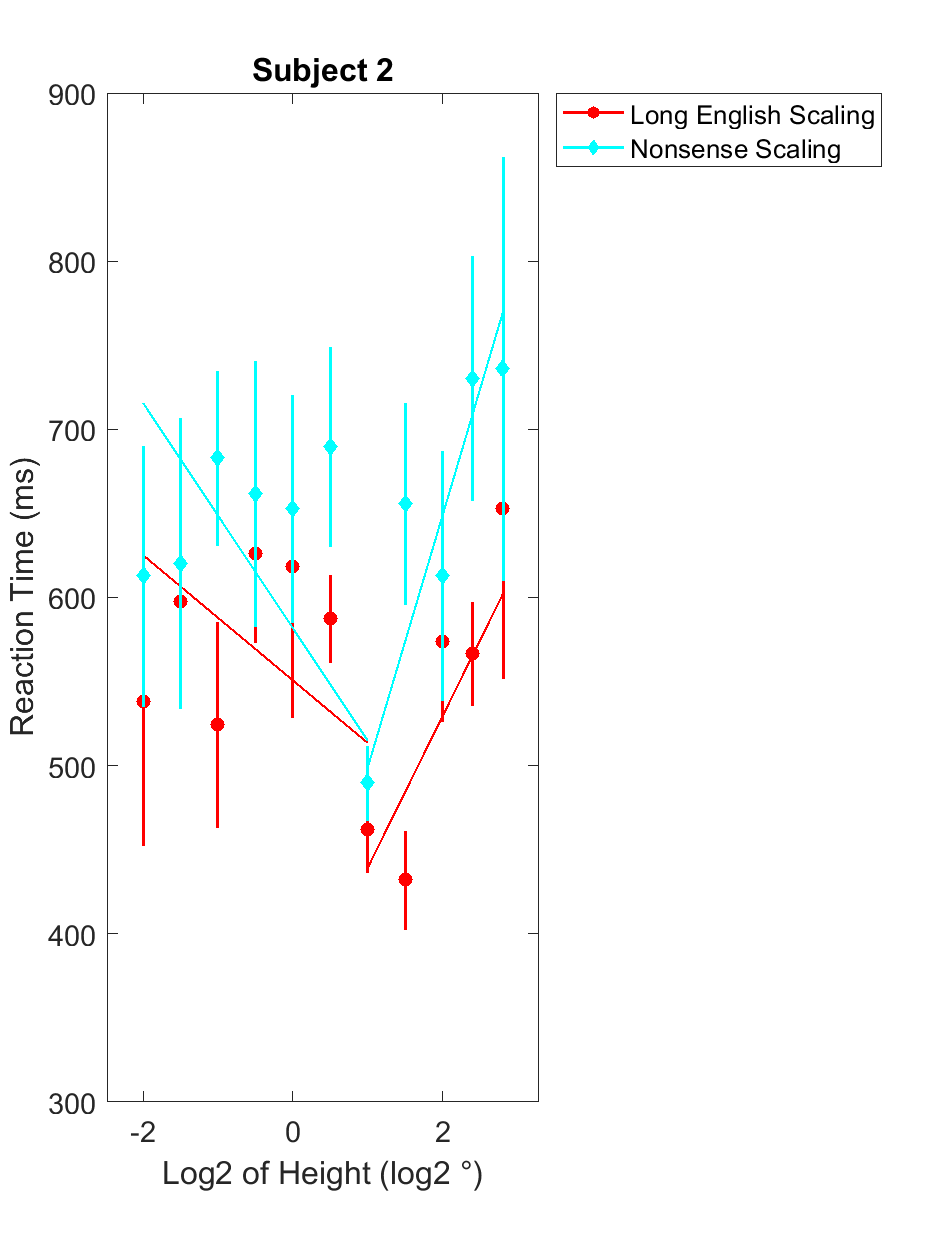 Subject 2
Long English Scaling
Nonsense Scaling
900
800
700
600
500
400
300
Reaction Time (ms)
-2
0
2
Log2 of Height (log2 °)